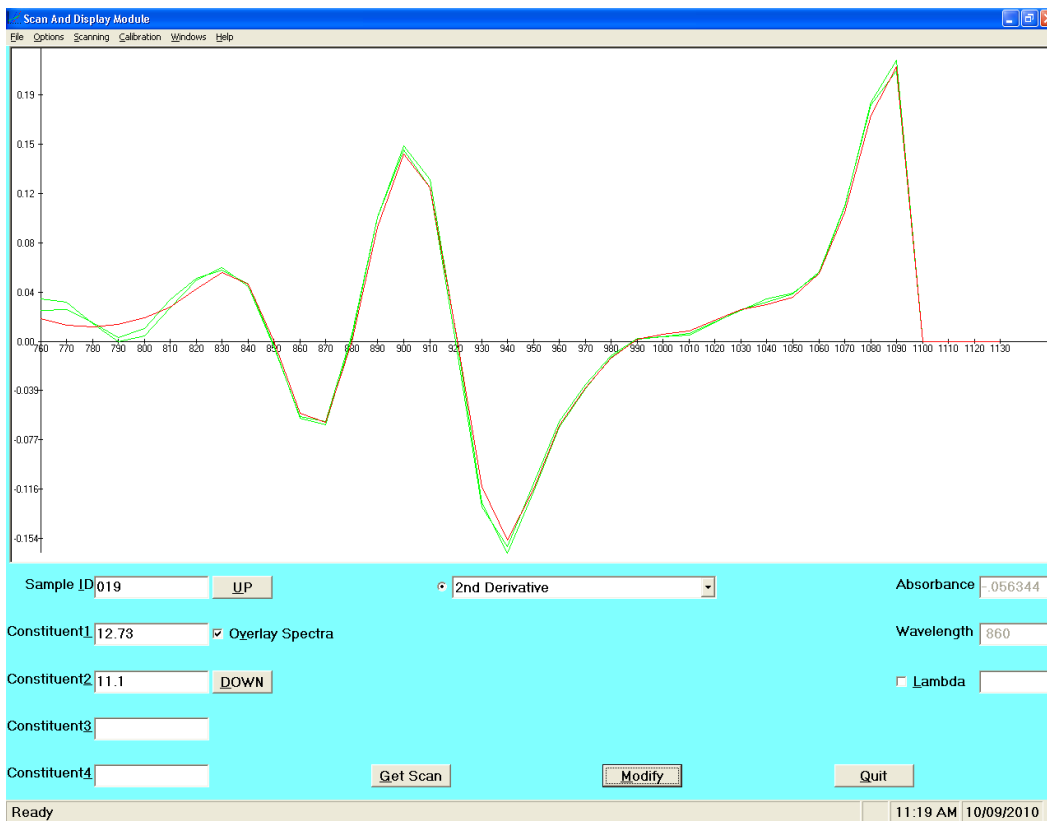 Scan And Display Module
File Options Scanning Calibration Windows Help
0.19
0.15
0.12
0.08
0.04
0.00
760 770 780 790 800 810 820 830 840 850 860 870 880 890 900 910 920 930 940 950 960 970 980 990 1000 1010 1020 1030 1040 1050 1060 1070 1080 1090 1100 1110 1120 1130
-0.039
-0.077
-0.116
-0.154
Sample ID 019 UP 2nd Derivative Absorbance -.056344
Constituent1 12.73 Overlay Spectra Wavelength 860
Constituent2 11.1 DOWN Lambda
Constituent3
Constituent4 Get Scan Modify Quit
Ready 11:19 AM 10/09/2010